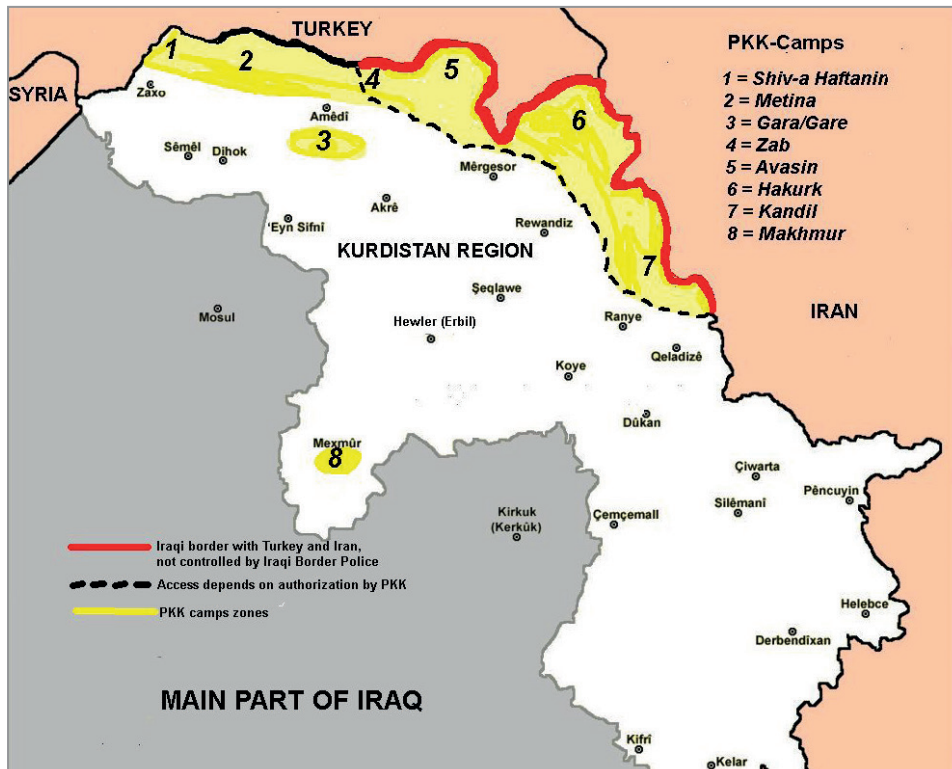 TURKEY
SYRIA
IRAN
PKK-Camps
1 = Shiv-a Haftanin
2 = Metina
3 = Gara/Gare
4 = Zab
5 = Avasin
6 = Hakurk
7 = Kandil
8 = Makhmur
1
2
3
4
5
6
7
8
Zaxo
Amêdî
Sêmêl
Dihok
Mêrgesor
Akrê
'Eyn Sifnî
Rewandiz
KURDISTAN REGION
Şeqlawe
Mosul
Hewler (Erbil)
Ranye
Qeladizê
Koye
Dûkan
Mexmûr
Çiwarta
Pêncuyin
Silêmanî
Çemçemall
Kirkuk
(Kerkûk)
Iraqi border with Turkey and Iran,
not controlled by Iraqi Border Police
Access depends on authorization by PKK
PKK camps zones
Helebce
Derbendixan
MAIN PART OF IRAQ
Kifrî
Kelar